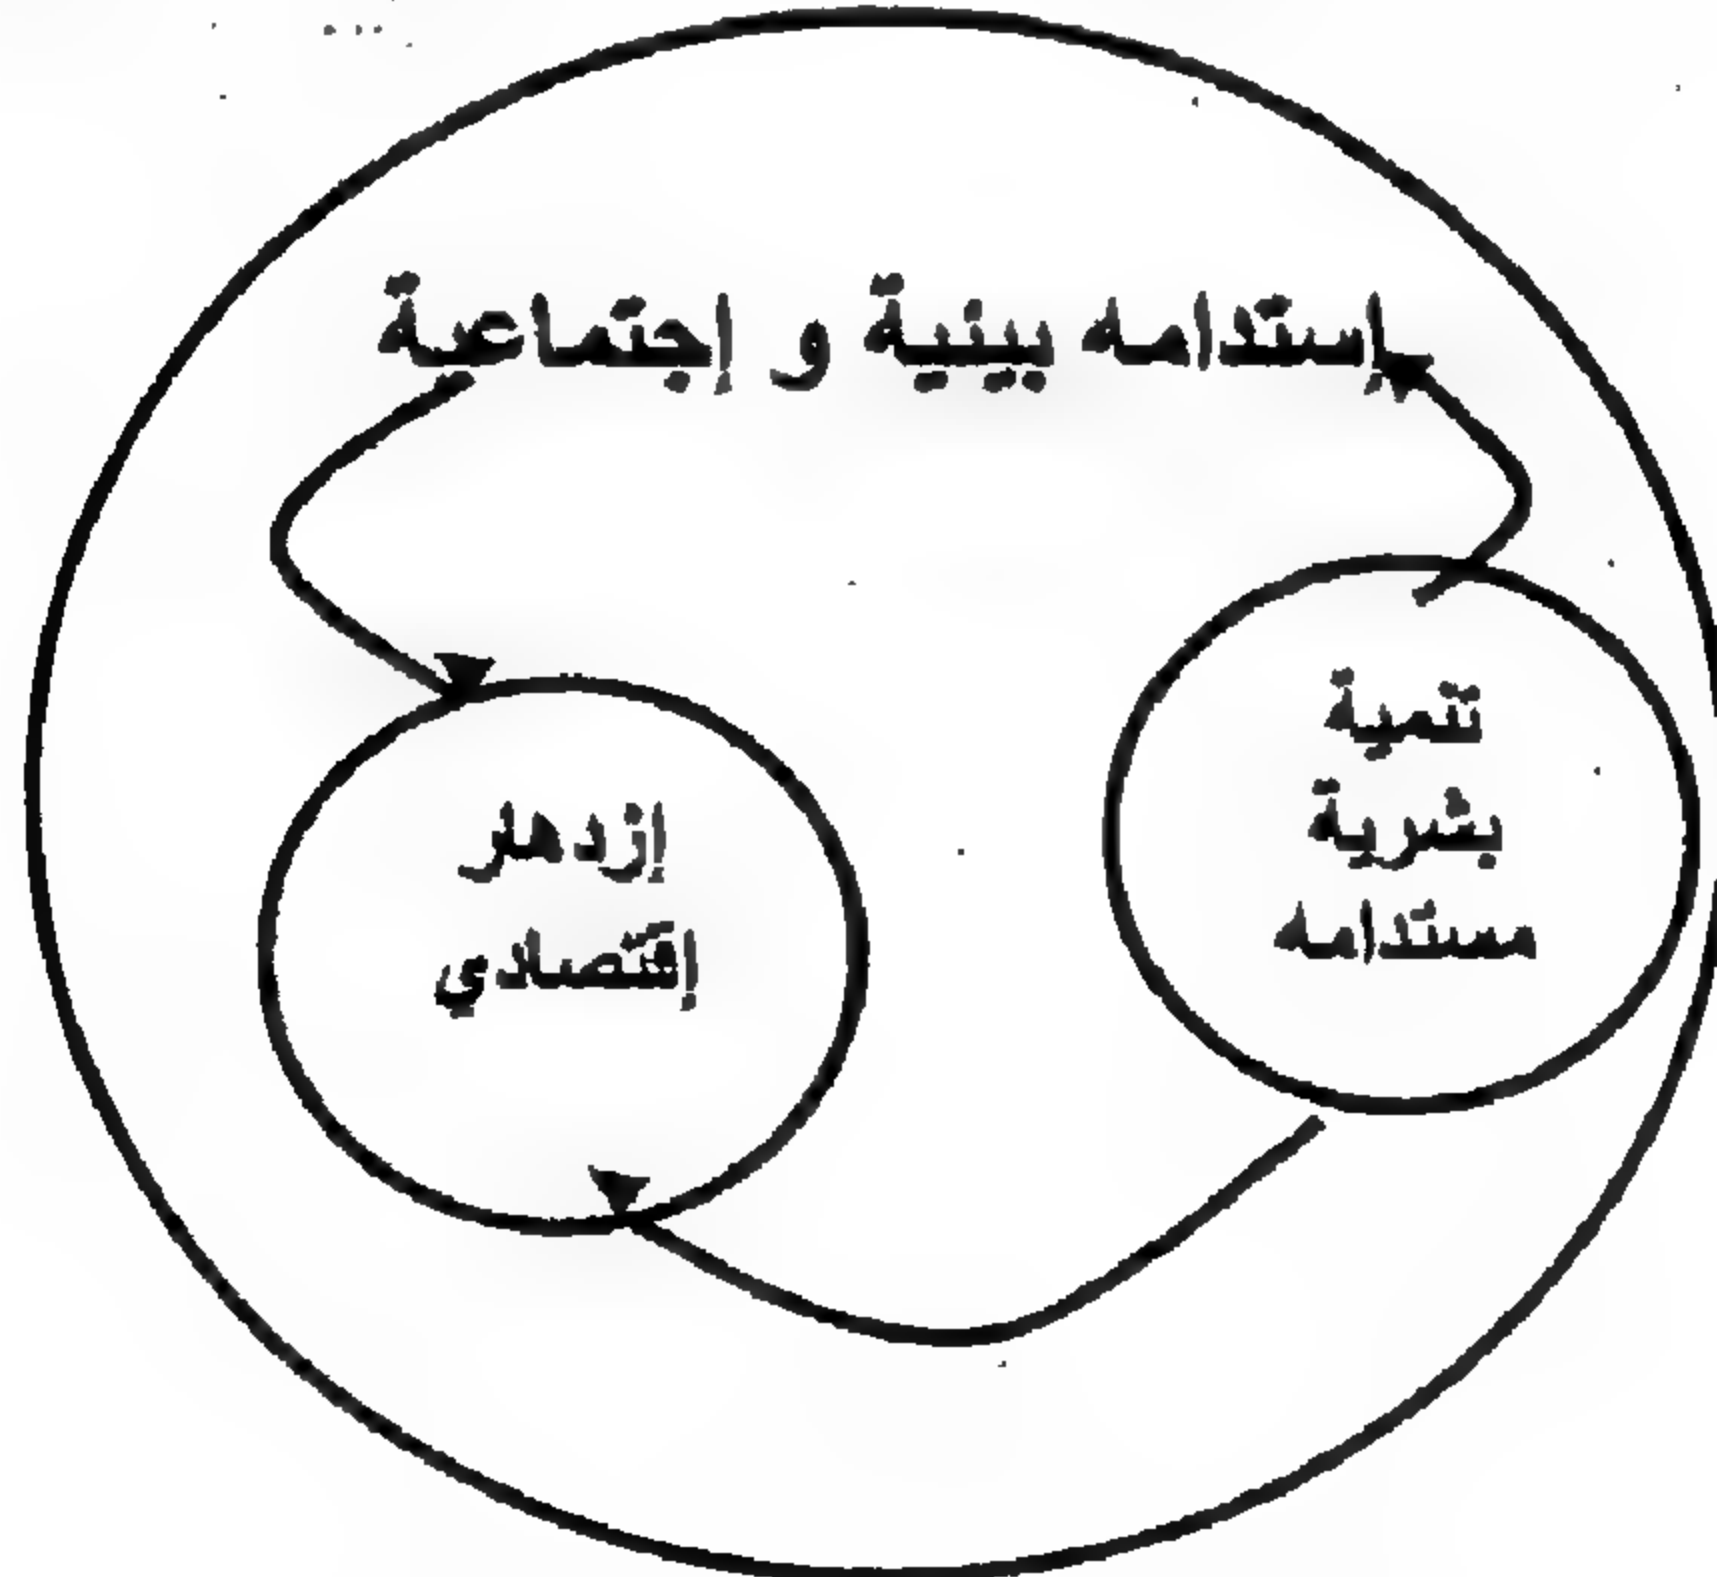 إستدامه بينية و إجتماعية
تنمية
بشرية
مستدامه
إزدهار
إقتصادي